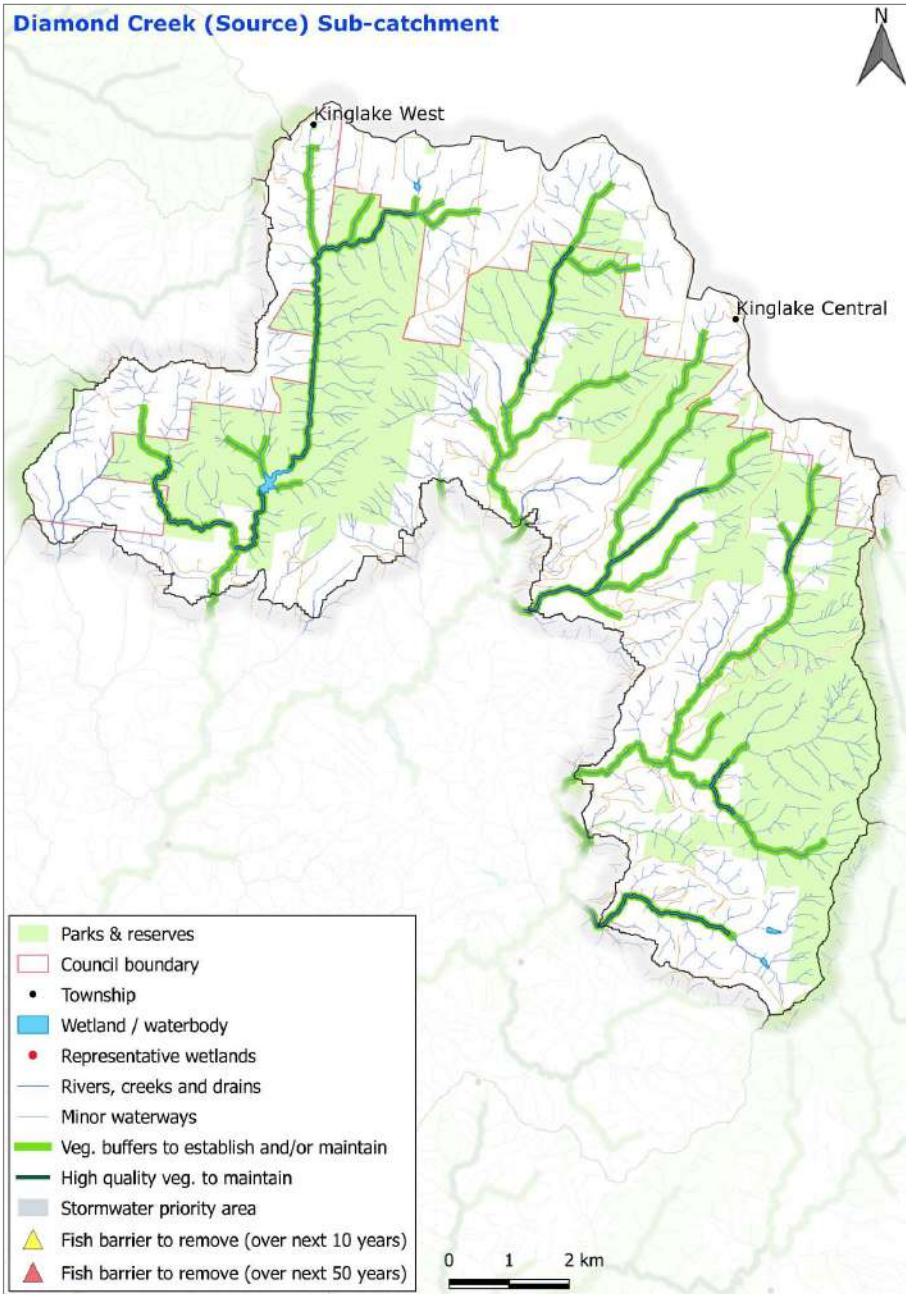 Diamond Creek (Source) Sub-catchment
N
Kinglake West
Kinglake Central
Parks & reserves
Council boundary
Township
Wetland / waterbody
Representative wetlands
Rivers, creeks and drains
Minor waterways
Veg. buffers to establish and/or maintain
High quality veg. to maintain
Stormwater priority area
Fish barrier to remove (over next 10 years)
Fish barrier to remove (over next 50 years)
0 1 2 km